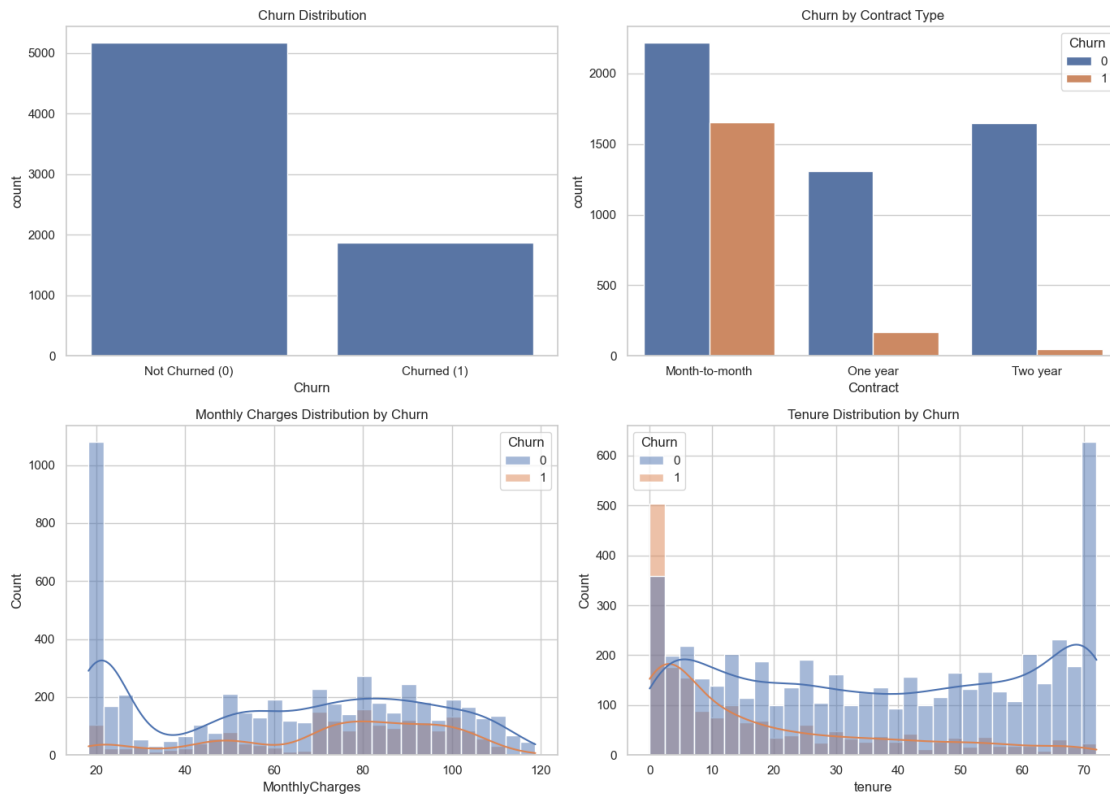 Churn Distribution
5000
4000
3000
2000
1000
0
count
Not Churned (0) Churned (1)
Churn
Churn by Contract Type
Churn
0
1
2000
1500
1000
500
0
count
Month-to-month One year Two year
Contract
Monthly Charges Distribution by Churn
Churn
0
1
1000
800
600
400
200
0
Count
20 40 60 80 100 120
MonthlyCharges
Tenure Distribution by Churn
Churn
0
1
600
500
400
300
200
100
0
Count
0 10 20 30 40 50 60 70
tenure